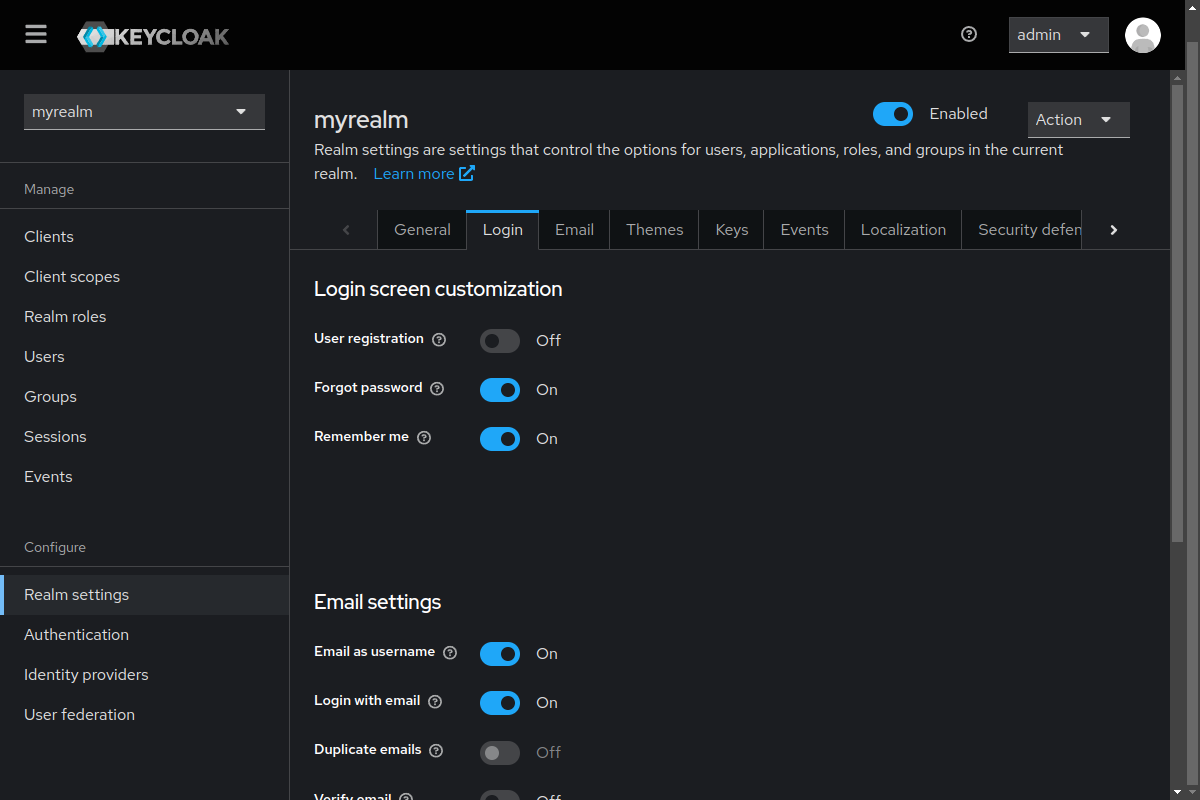 KEYCLOAK
admin
myrealm
Manage
Clients
Client scopes
Realm roles
Users
Groups
Sessions
Events
Configure
Realm settings
Authentication
Identity providers
User federation
myrealm
Enabled
Action
Realm settings are settings that control the options for users, applications, roles, and groups in the current
realm. Learn more
General Login Email Themes Keys Events Localization Security defen
Login screen customization
User registration Off
Forgot password On
Remember me On
Email settings
Email as username On
Login with email On
Duplicate emails Off
Verify email Off